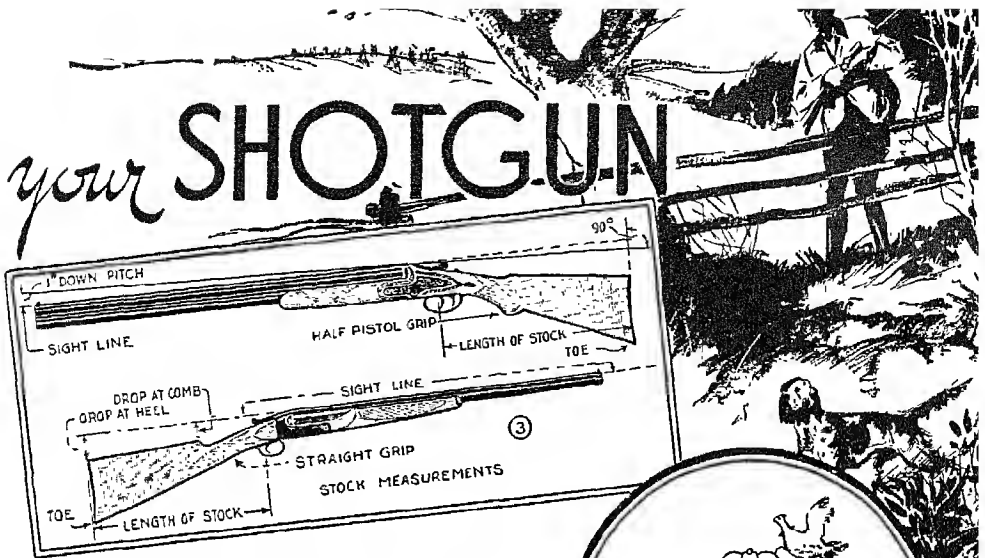 your SHOTGUN
90°
1" DOWN PITCH
SIGHT LINE
HALF PISTOL GRIP
LENGTH OF STOCK
TOE
DROP AT COMB
DROP AT HEEL
SIGHT LINE
③
STRAIGHT GRIP
STOCK MEASUREMENTS
TOE
LENGTH OF STOCK